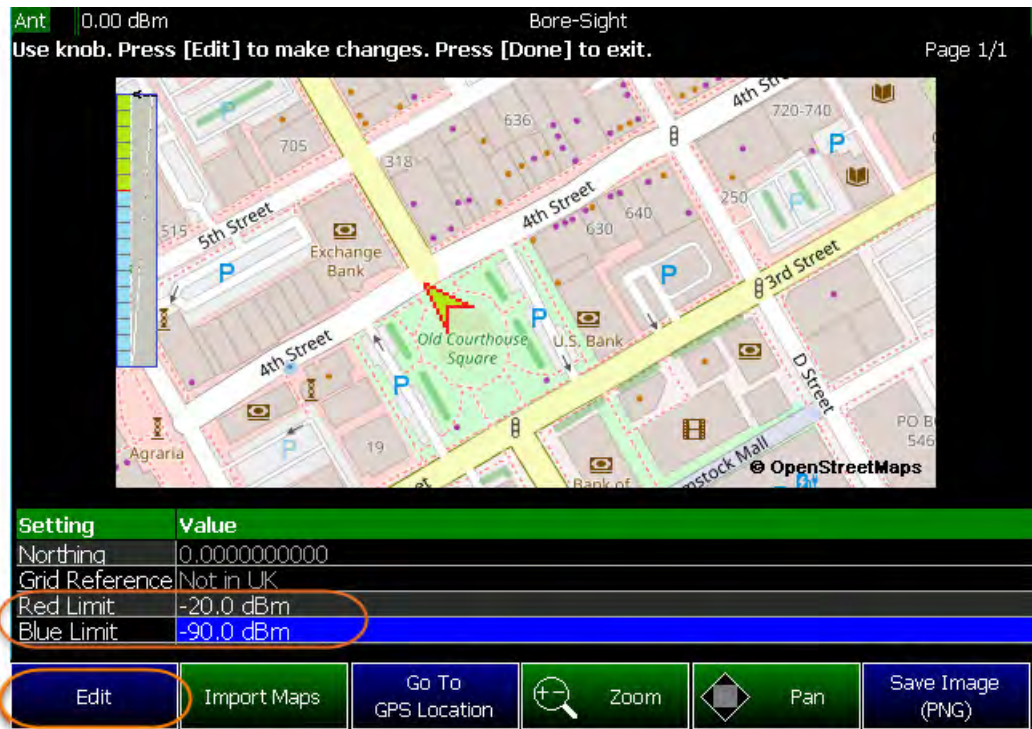 Ant 0.00 dBm Bore-Sight
Use knob. Press [Edit] to make changes. Press [Done] to exit. Page 1/1
4th
720-740
636
705
P
318
P
250
4th Street
640
630
515
5th Street
Exchange
Bank
P
P
3rd Street
Old Courthouse
Square
P
U.S. Bank
4th Street
P
D Street
Agraria
P
19
PO B
546
mstock Mall
© OpenStreetMaps
Bank of
Setting Value
Northing 0.0000000000
Grid Reference Not in UK
Red Limit -20.0 dBm
Blue Limit -90.0 dBm
Edit
Import Maps
Go To
GPS Location
Zoom
Pan
Save Image
(PNG)